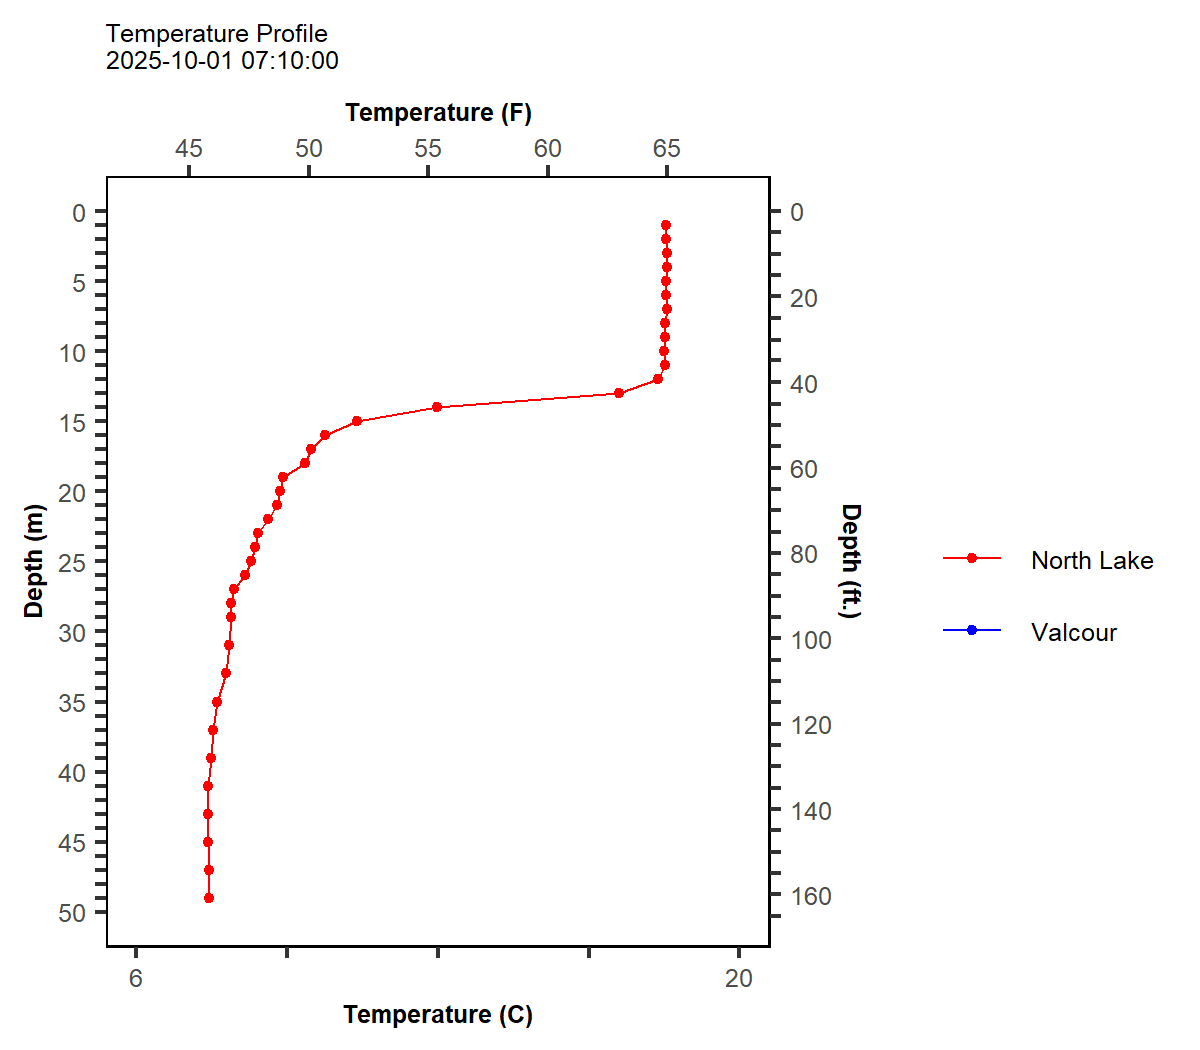 Temperature Profile
2025-10-01 07:10:00
Temperature (F)
45 50 55 60 65
0 0
5
20
10
40
15
60
20
Depth (m)
Depth (ft.)
80
25
North Lake
30
100
Valcour
35
120
40
140
45
160
50
6 20
Temperature (C)